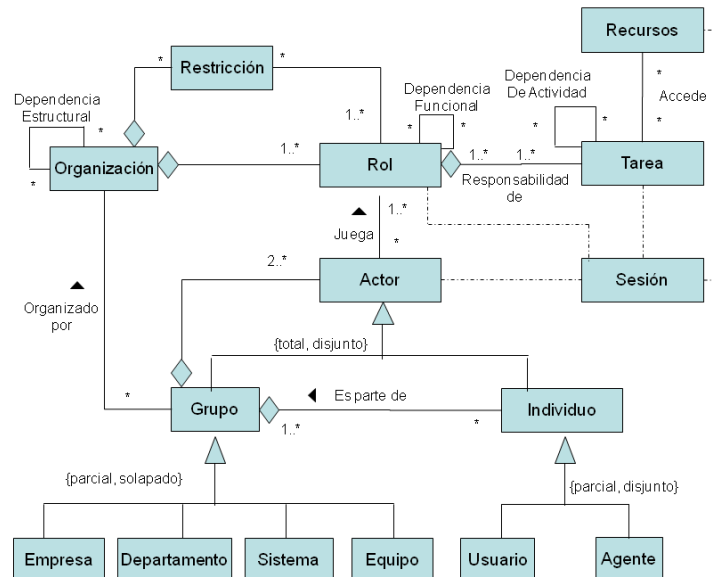 Recursos
*
Restricción
*
Dependencia
De Actividad
*
Accede
*
Dependencia
Estructural
*
*
Dependencia
Funcional
*
*
*
*
1..*
Organización
*
1..*
Rol
1..*
1..*
Tarea
Responsabilidad
de
1..*
Juega
*
2..*
Actor
Sesión
Organizado
por
{total, disjunto}
*
Grupo
Es parte de
1..*
*
Individuo
{parcial, solapado}
{parcial, disjunto}
Empresa
Departamento
Sistema
Equipo
Usuario
Agente